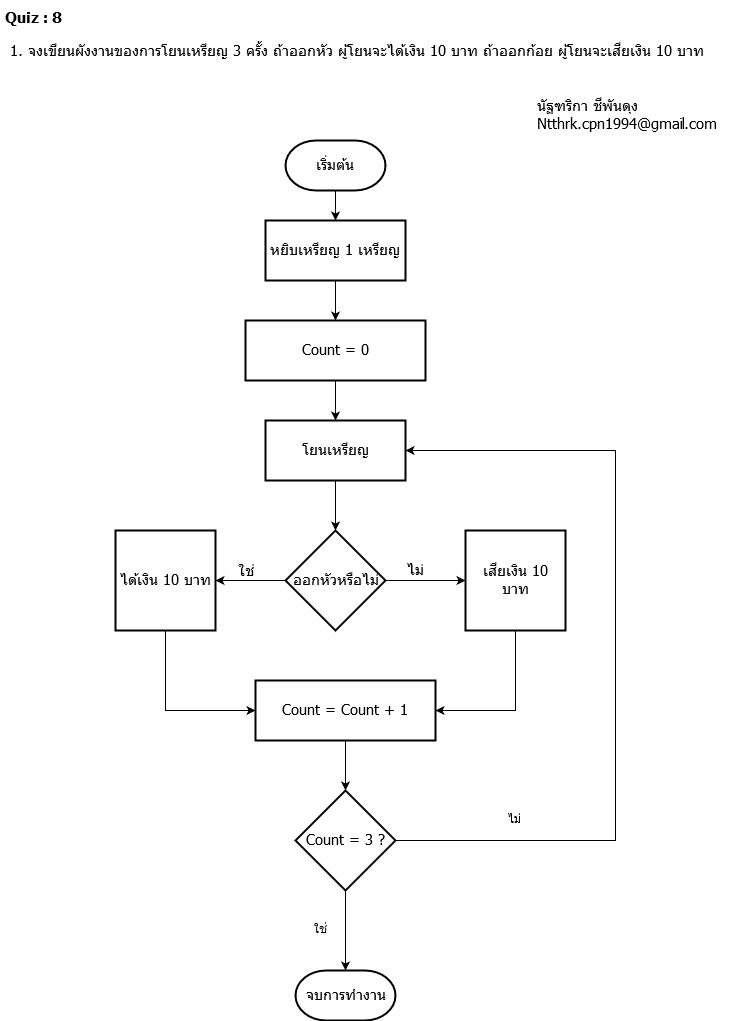 Quiz : 8
1. จงเขียนผังงานของการโยนเหรียญ 3 ครั้ง ถ้าออกหัว ผู้โยนจะได้เงิน 10 บาท ถ้าออกก้อย ผู้โยนจะเสียเงิน 10 บาท
นัฐฑริกา ชีพันดุง
Ntthrk.cpn1994@gmail.com
เริ่มต้น
หยิบเหรียญ 1 เหรียญ
Count = 0
โยนเหรียญ
ได้เงิน 10 บาท
ใช่
ออกหัวหรือไม่
ไม่
เสียเงิน 10
บาท
Count = Count + 1
Count = 3 ?
ไม่
ใช่
จบการทำงาน